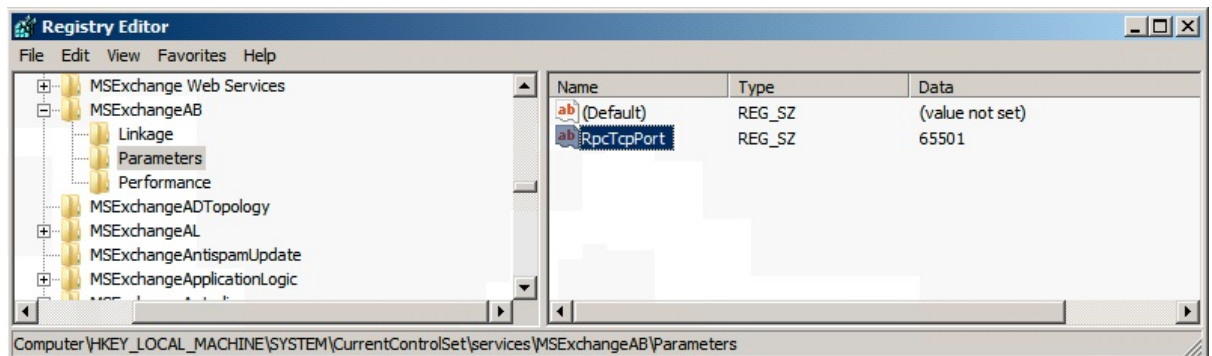 Registry Editor
File Edit View Favorites Help
MSExchange Web Services
MSExchangeAB
Linkage
Parameters
Performance
MSExchangeADTopology
MSExchangeAL
MSExchangeAntispamUpdate
MSExchangeApplicationLogic
Name Type Data
(Default) REG_SZ (value not set)
RpcTcpPort REG_SZ 65501
Computer\HKEY_LOCAL_MACHINE\SYSTEM\CurrentControlSet\services\MSExchangeAB\Parameters